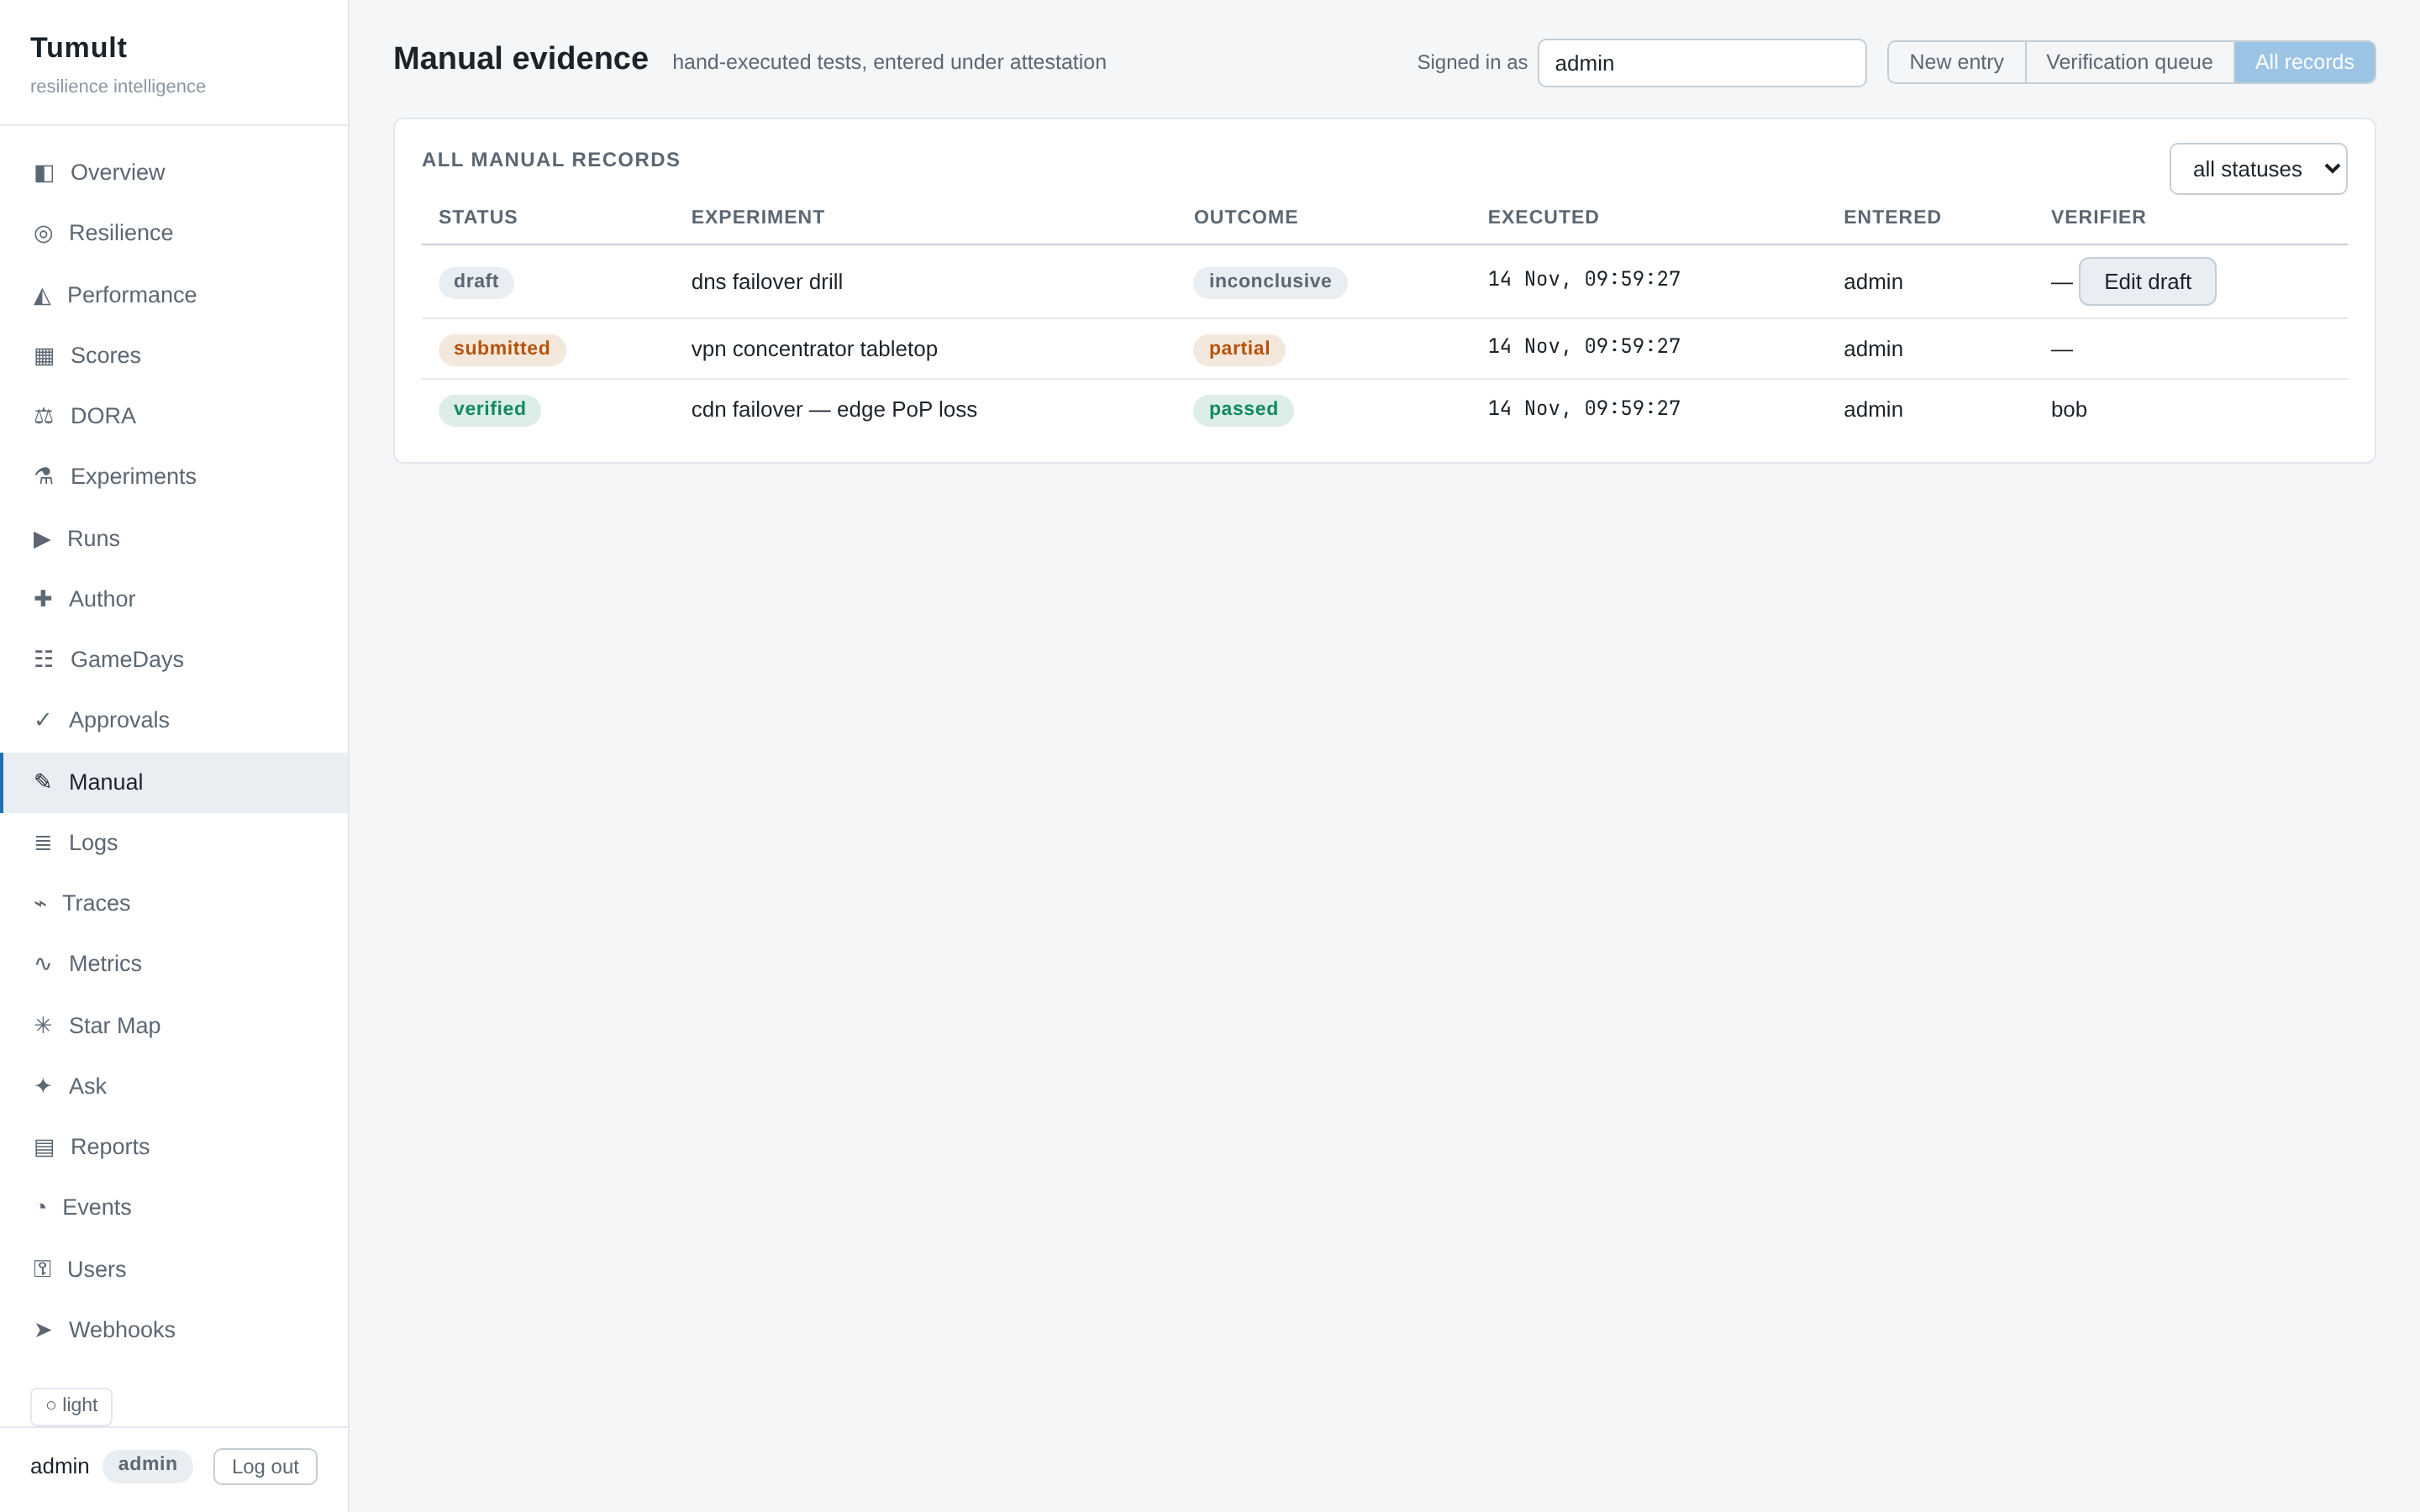 Tumult
resilience intelligence
Overview
Resilience
Performance
Scores
DORA
Experiments
Runs
Author
GameDays
Approvals
Manual
Logs
Traces
Metrics
Star Map
Ask
Reports
Events
Users
Webhooks
light
admin admin Log out
Manual evidence hand-executed tests, entered under attestation Signed in as admin New entry Verification queue All records
ALL MANUAL RECORDS all statuses
STATUS EXPERIMENT OUTCOME EXECUTED ENTERED VERIFIER
draft dns failover drill inconclusive 14 Nov, 09:59:27 admin — Edit draft
submitted vpn concentrator tabletop partial 14 Nov, 09:59:27 admin —
verified cdn failover — edge PoP loss passed 14 Nov, 09:59:27 admin bob